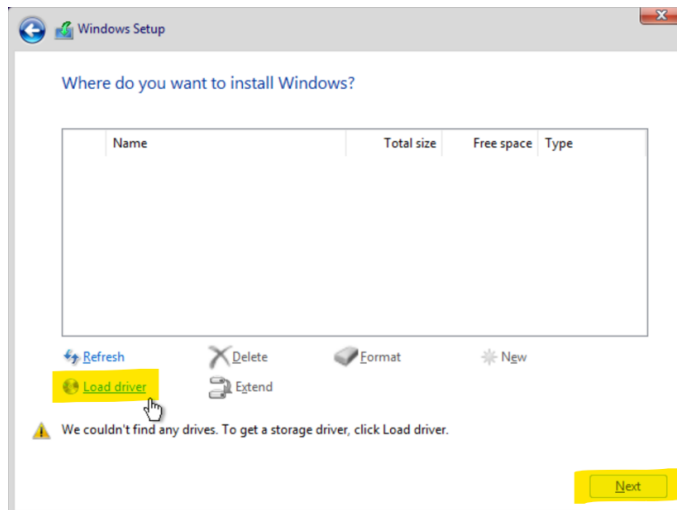 Windows Setup
Where do you want to install Windows?
Name Total size Free space Type
Refresh Delete Format New
Load driver Extend
We couldn't find any drives. To get a storage driver, click Load driver.
Next